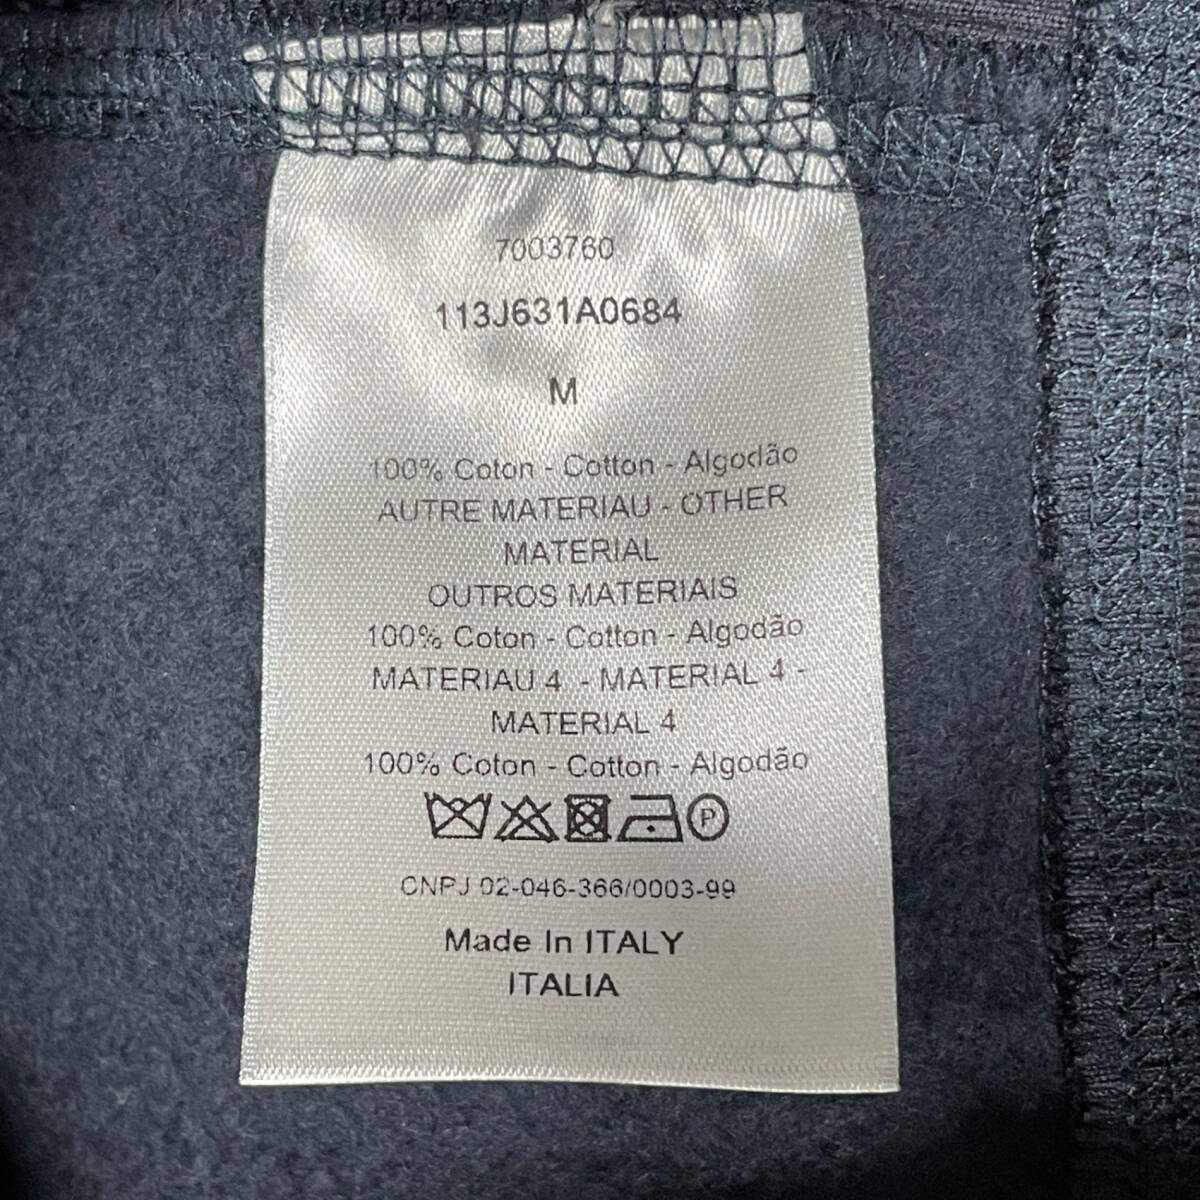 7003760
113J631A0684
M
100% Coton - Cotton - Algodão
AUTRE MATERIAU - OTHER
MATERIAL
OUTROS MATERIAIS
100% Coton - Cotton - Algodão
MATERIAU 4 - MATERIAL 4 -
MATERIAL 4
100% Coton - Cotton - Algodão
P
CNPJ 02-046-366/0003-99
Made In ITALY
ITALIA